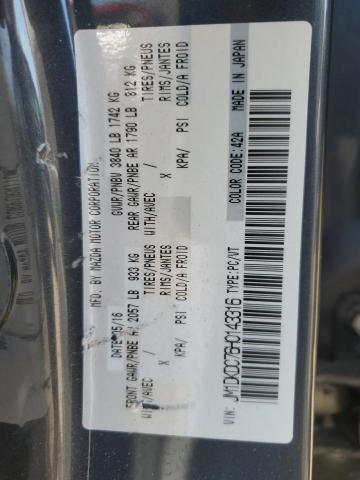 MFG. BY MAZDA MOTOR CORPORATION
DATE: 05/16
GVWR/PNBV 3840 LB 1742 KG
FRONT GAWR/PNBE AV 2057 LB 933 KG
REAR GAWR/PNBE AR 1790 LB 812 KG
WITH/AVEC
TIRES/PNEUS
WITH/AVEC
/ TIRES/PNEUS
X RIMS/JANTES
X RIMS/JANTES
KPA/ PSI COLD/A FROID
KPA/ PSI COLD/A FROID
MADE IN JAPAN
VIN: TYPE:PC/VT
COLOR CODE:42A